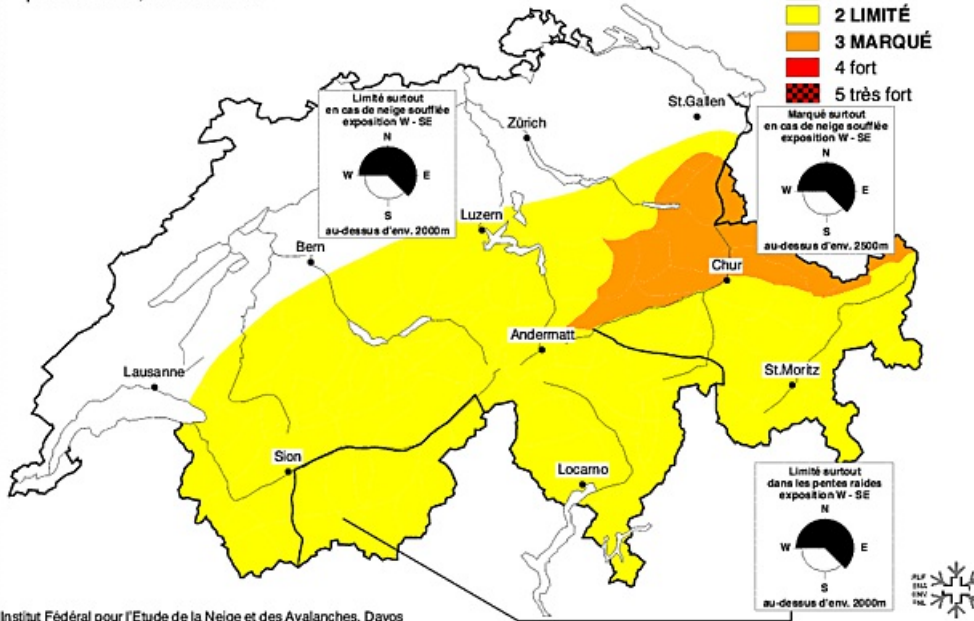 2 LIMITÉ
3 MARQUÉ
4 fort
5 très fort
Limité surtout
en cas de neige soufflée
exposition W - SE
N
W E
S
au-dessus d'env. 2000m
Marqué surtout
en cas de neige soufflée
exposition W - SE
N
W E
S
au-dessus d'env. 2500m
St.Gallen
Zürich
Luzern
Bern
Chur
Andermatt
Lausanne
St.Moritz
Sion
Locarno
Limité surtout
dans les pentes raides
exposition W - SE
N
W E
S
au-dessus d'env. 2000m
Institut Fédéral pour l'Etude de la Neige et des Avalanches, Davos